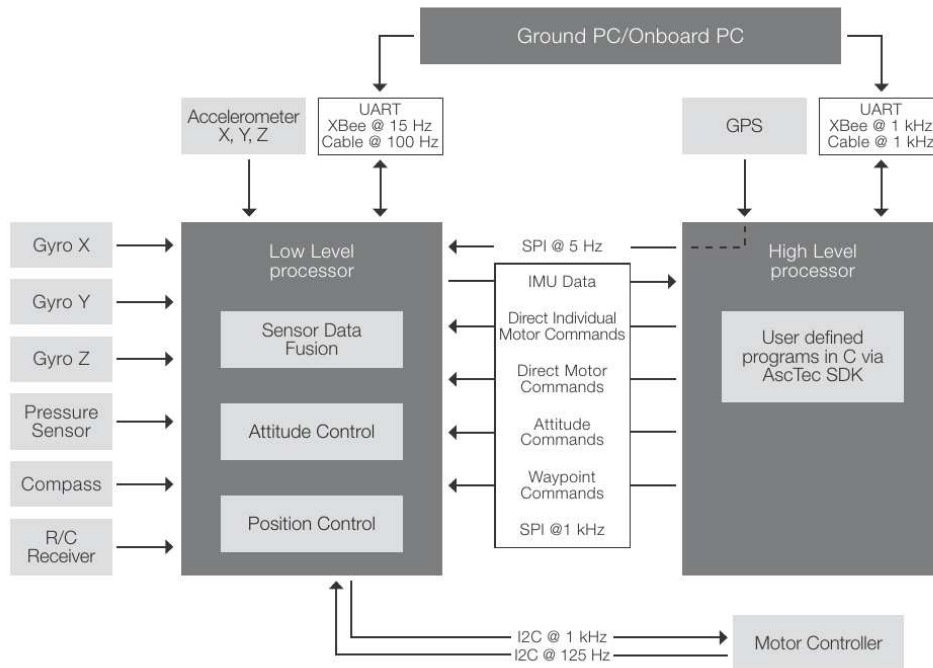 Ground PC/Onboard PC
Accelerometer
X, Y, Z
UART
XBee @ 15 Hz
Cable @ 100 Hz
GPS
UART
XBee @ 1 kHz
Cable @ 1 kHz
Gyro X
Gyro Y
Gyro Z
Pressure
Sensor
Compass
R/C
Receiver
Low Level
processor
Sensor Data
Fusion
Attitude Control
Position Control
SPI @ 5 Hz
IMU Data
Direct Individual
Motor Commands
Direct Motor
Commands
Attitude
Commands
Waypoint
Commands
SPI @1 kHz
High Level
processor
User defined
programs in C via
AscTec SDK
I2C @ 1 kHz
I2C @ 125 Hz
Motor Controller